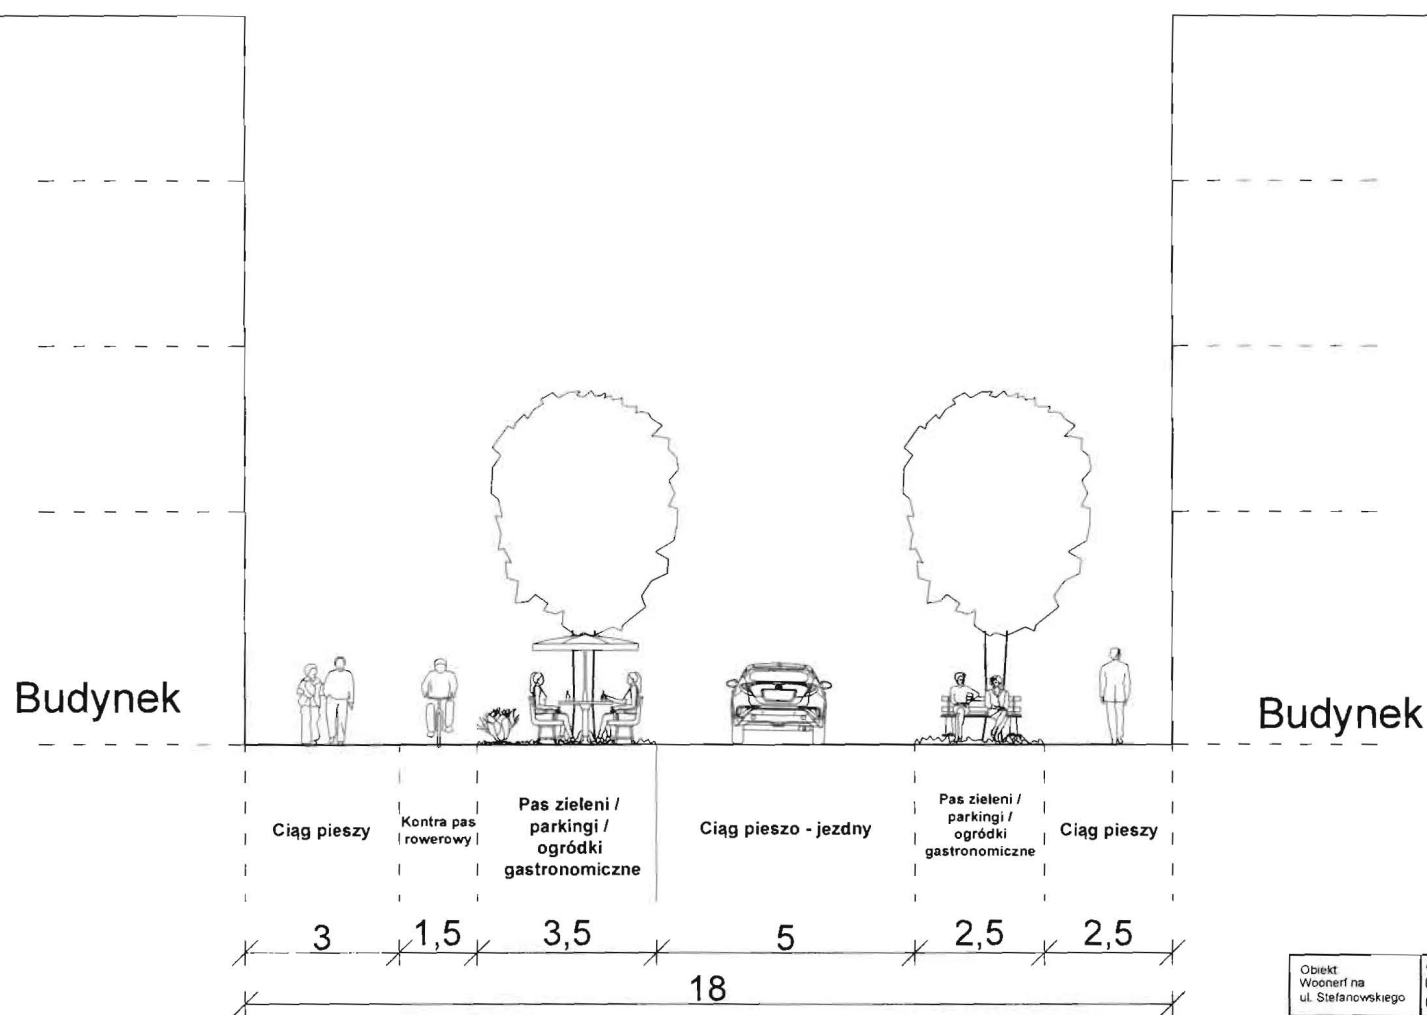 Budynek
Budynek
Ciąg pieszy
Kontra pas
rowerowy
Pas zieleni /
parkingi /
ogródki
gastronomiczne
Ciąg pieszo - jezdny
Pas zieleni /
parkingi /
ogródki
gastronomiczne
Ciąg pieszy
3
1,5
3,5
5
2,5
2,5
18
Obiekt
Woonerf na
ul. Stefanowskiego